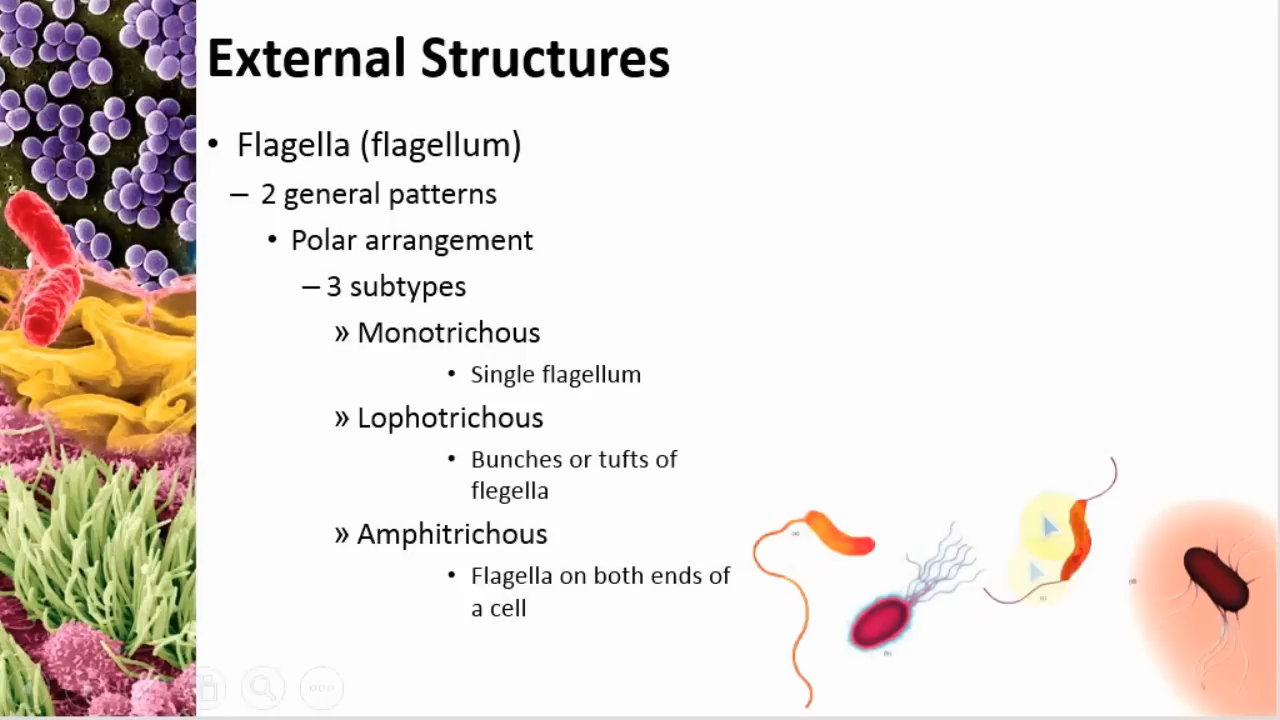 External Structures
• Flagella (flagellum)
– 2 general patterns
• Polar arrangement
– 3 subtypes
» Monotrichous
• Single flagellum
» Lophotrichous
• Bunches or tufts of
flegella
» Amphitrichous
• Flagella on both ends of
a cell